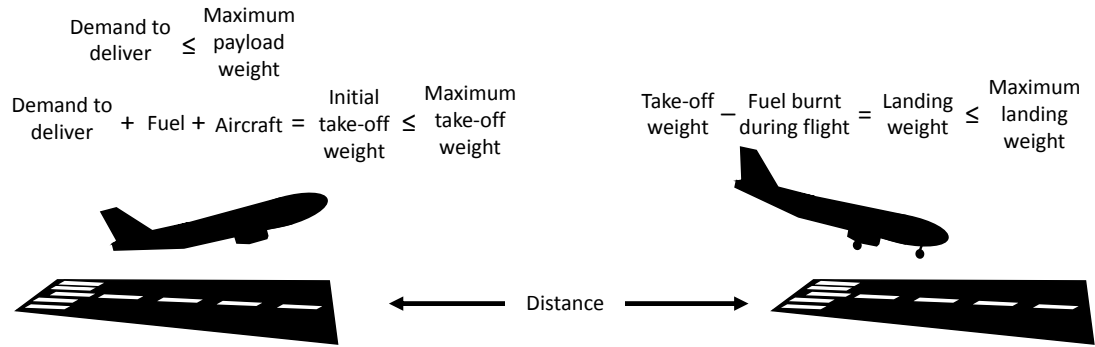 Demand to deliver ≤ Maximum payload weight
Demand to deliver + Fuel + Aircraft = Initial take-off weight ≤ Maximum take-off weight
Take-off weight − Fuel burnt during flight = Landing weight ≤ Maximum landing weight
Distance